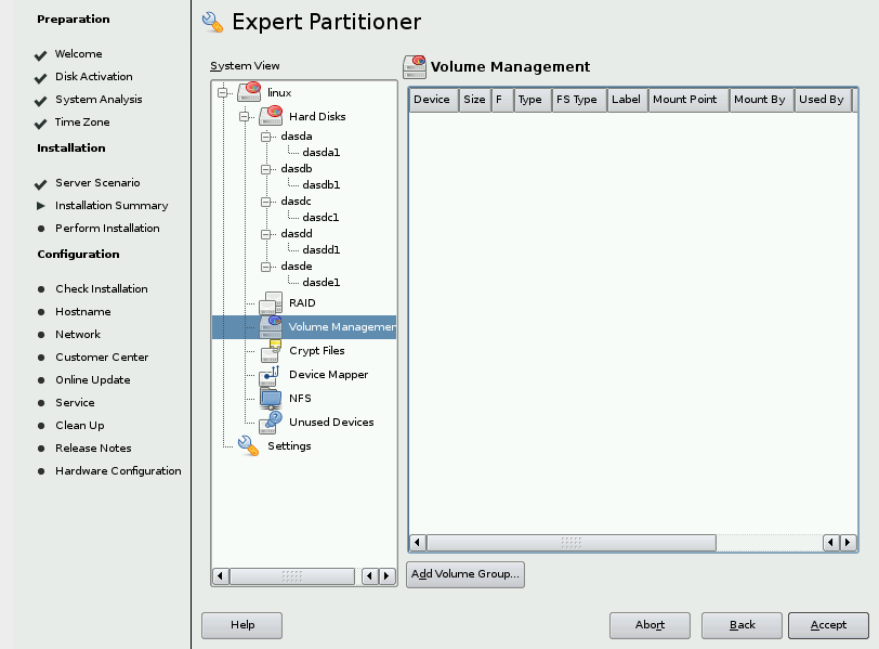 Preparation
Welcome
Disk Activation
System Analysis
Time Zone
Installation
Server Scenario
Installation Summary
Perform Installation
Configuration
Check Installation
Hostname
Network
Customer Center
Online Update
Service
Clean Up
Release Notes
Hardware Configuration
Expert Partitioner
System View
linux
Hard Disks
dasda
dasda1
dasdb
dasdb1
dasdc
dasdc1
dasdd
dasdd1
dasde
dasde1
RAID
Volume Managemen
Crypt Files
Device Mapper
NFS
Unused Devices
Settings
Volume Management
Device Size F Type FS Type Label Mount Point Mount By Used By
Add Volume Group...
Help Abort Back Accept